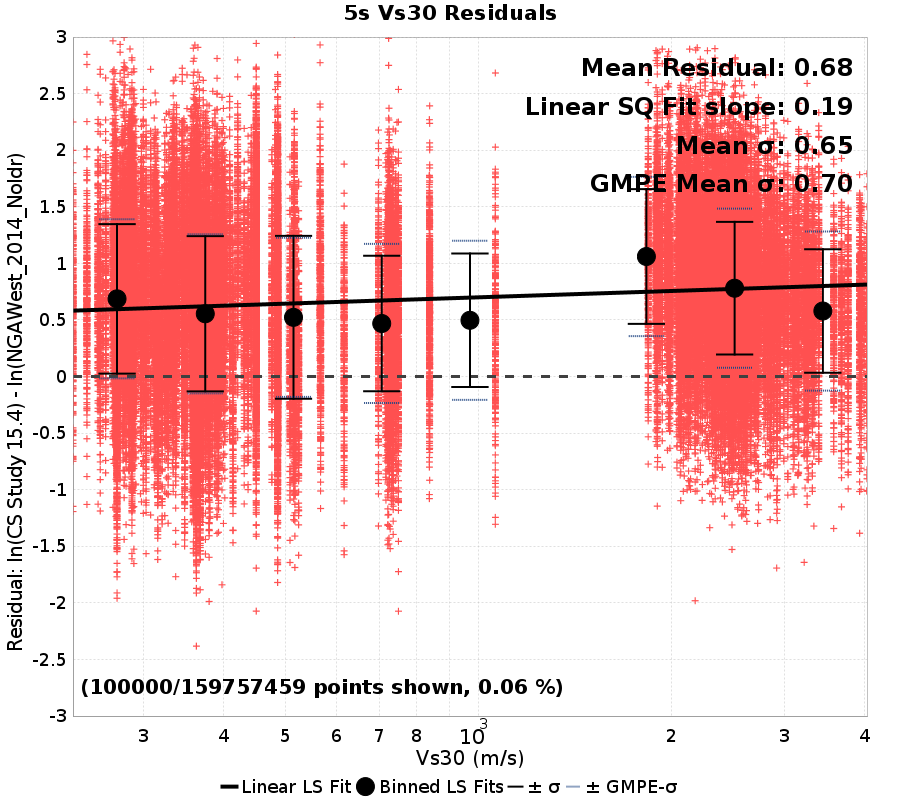 5s Vs30 Residuals
Mean Residual: 0.68
Linear SQ Fit slope: 0.19
Mean σ: 0.65
GMPE Mean σ: 0.70
Residual: ln(CS Study 15.4) - ln(NGAWest_2014_NoIdr)
3
2.5
2
1.5
1
0.5
0
-0.5
-1
-1.5
-2
-2.5
-3
(100000/159757459 points shown, 0.06 %)
3 4 5 6 7 8 10^3 2 3 4
Vs30 (m/s)
Linear LS Fit Binned LS Fits ± σ ± GMPE-σ